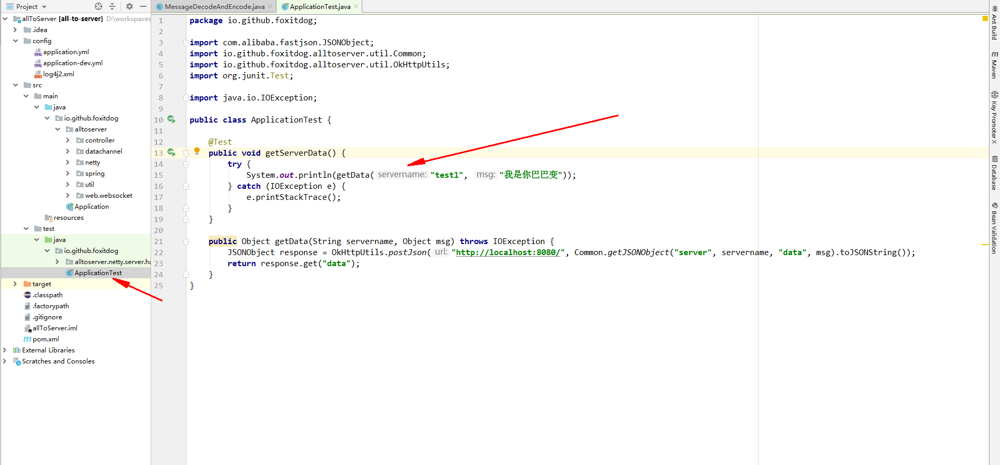 Project
allToServer [all-to-server] D:\workspaces
.idea
config
application.yml
application-dev.yml
log4j2.xml
src
main
java
io.github.foxitdog
alltoserver
controller
datachannel
netty
spring
util
web.websocket
Application
resources
test
java
io.github.foxitdog
alltoserver.netty.server.ha
ApplicationTest
target
.classpath
.factorypath
.gitignore
allToServer.iml
pom.xml
External Libraries
Scratches and Consoles
MessageDecodeAndEncode.java
ApplicationTest.java
1 package io.github.foxitdog;
2
3 import com.alibaba.fastjson.JSONObject;
4 import io.github.foxitdog.alltoserver.util.Common;
5 import io.github.foxitdog.alltoserver.util.OkHttpUtils;
6 import org.junit.Test;
7
8 import java.io.IOException;
9
10 public class ApplicationTest {
11
12 @Test
13 public void getServerData() {
14 try {
15 System.out.println(getData( servername: "test1", msg: "我是你巴巴变"));
16 } catch (IOException e) {
17 e.printStackTrace();
18 }
19 }
20
21 public Object getData(String servername, Object msg) throws IOException {
22 JSONObject response = OkHttpUtils.postJson( url: "http://localhost:8080/", Common.getJSONObject("server", servername, "data", msg).toJSONString());
23 return response.get("data");
24 }
25 }
Ant Build
Maven
Key Promoter X
Database
Bean Validation